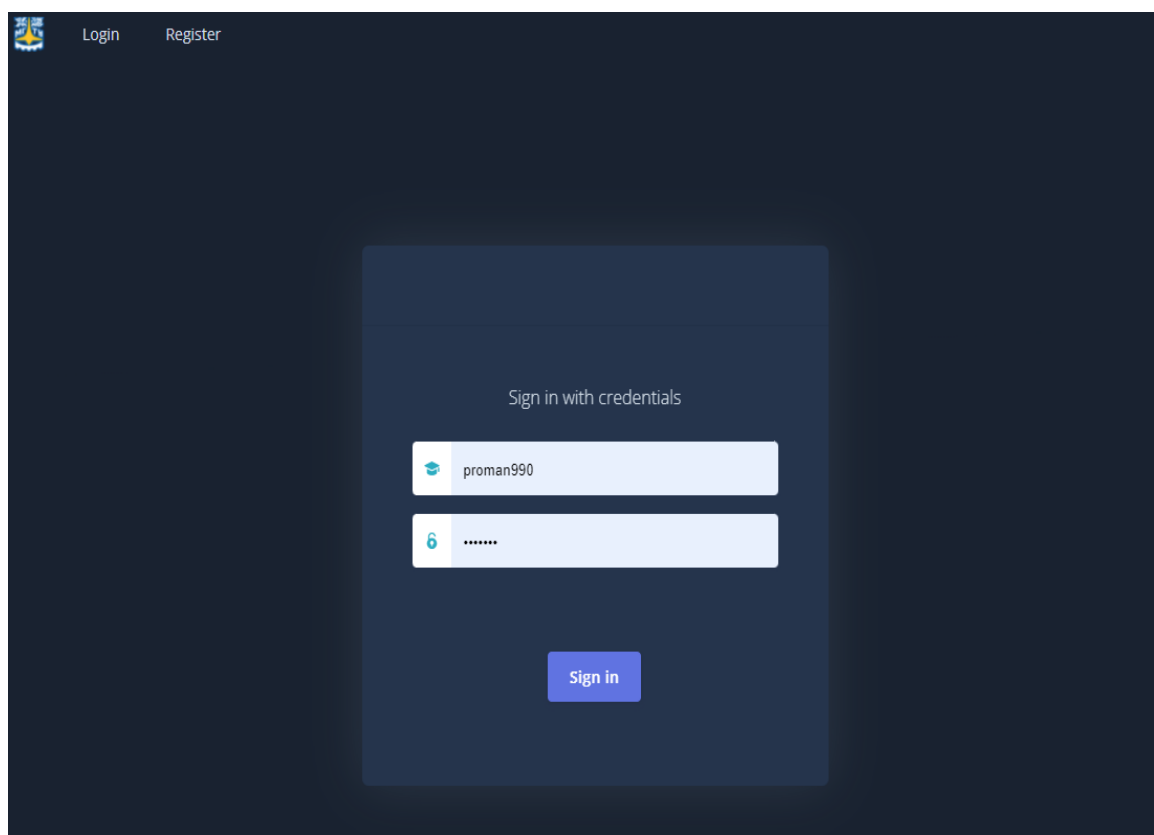 Login Register
Sign in with credentials
proman990
•••••••
Sign in